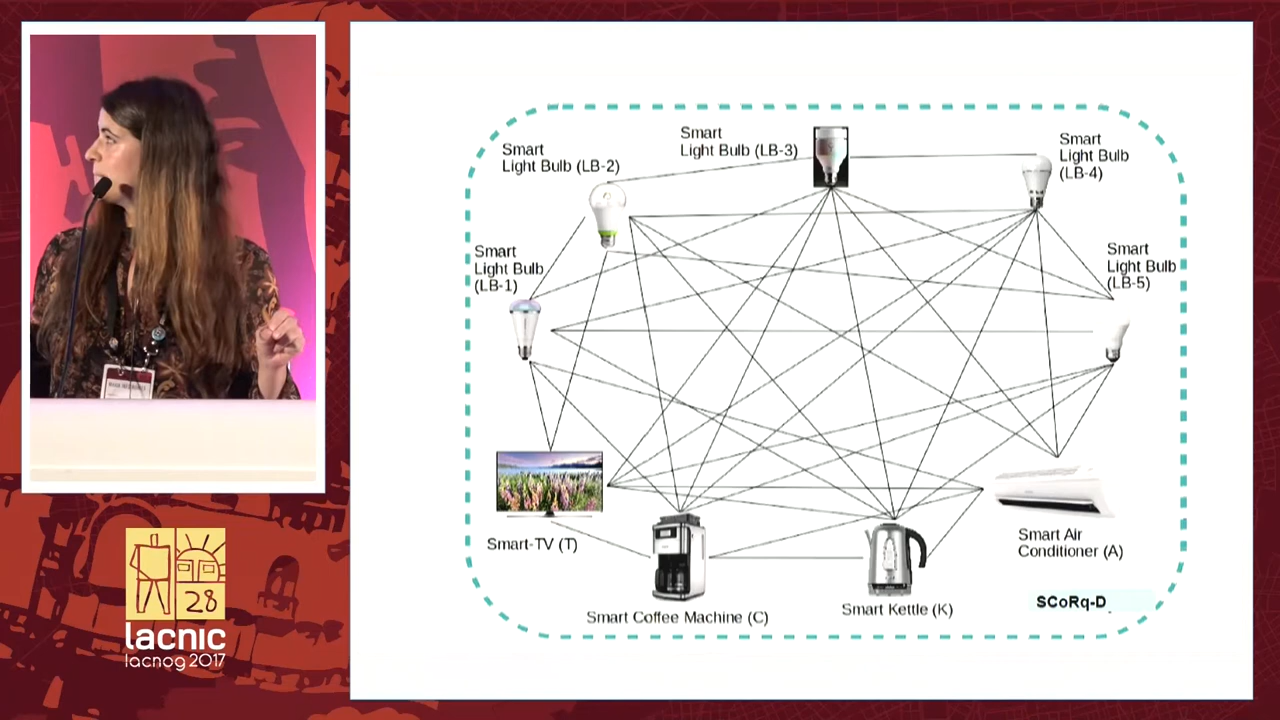 Smart
Light Bulb (LB-2)
Smart
Light Bulb (LB-3)
Smart
Light Bulb
(LB-4)
Smart
Light Bulb
(LB-1)
Smart
Light Bulb
(LB-5)
Smart-TV (T)
Smart Coffee Machine (C)
Smart Kettle (K)
Smart Air
Conditioner (A)
SCoRq-D
28
lacnic
lacnog 2017